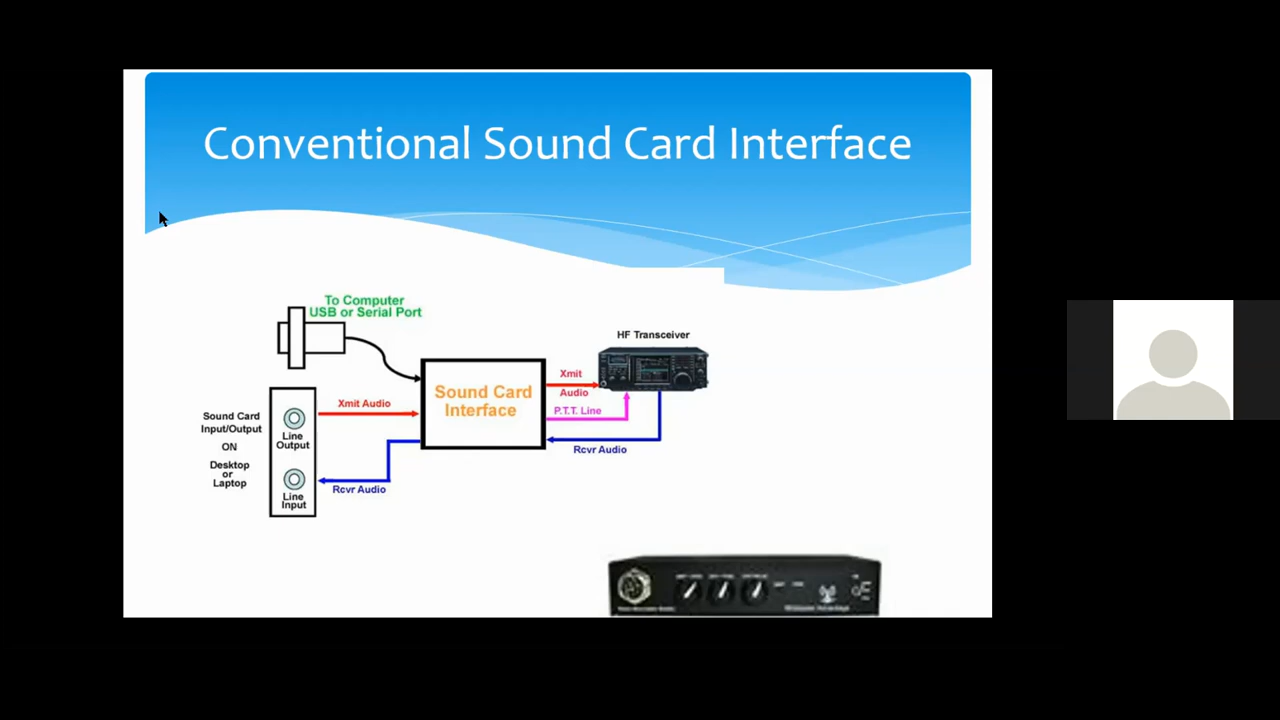 Conventional Sound Card Interface
To Computer
USB or Serial Port
HF Transceiver
Sound Card
Input/Output
ON
Desktop
or
Laptop
Line
Output
Line
Input
Xmit Audio
Rcvr Audio
Sound Card
Interface
Xmit
Audio
P.T.T. Line
Rcvr Audio